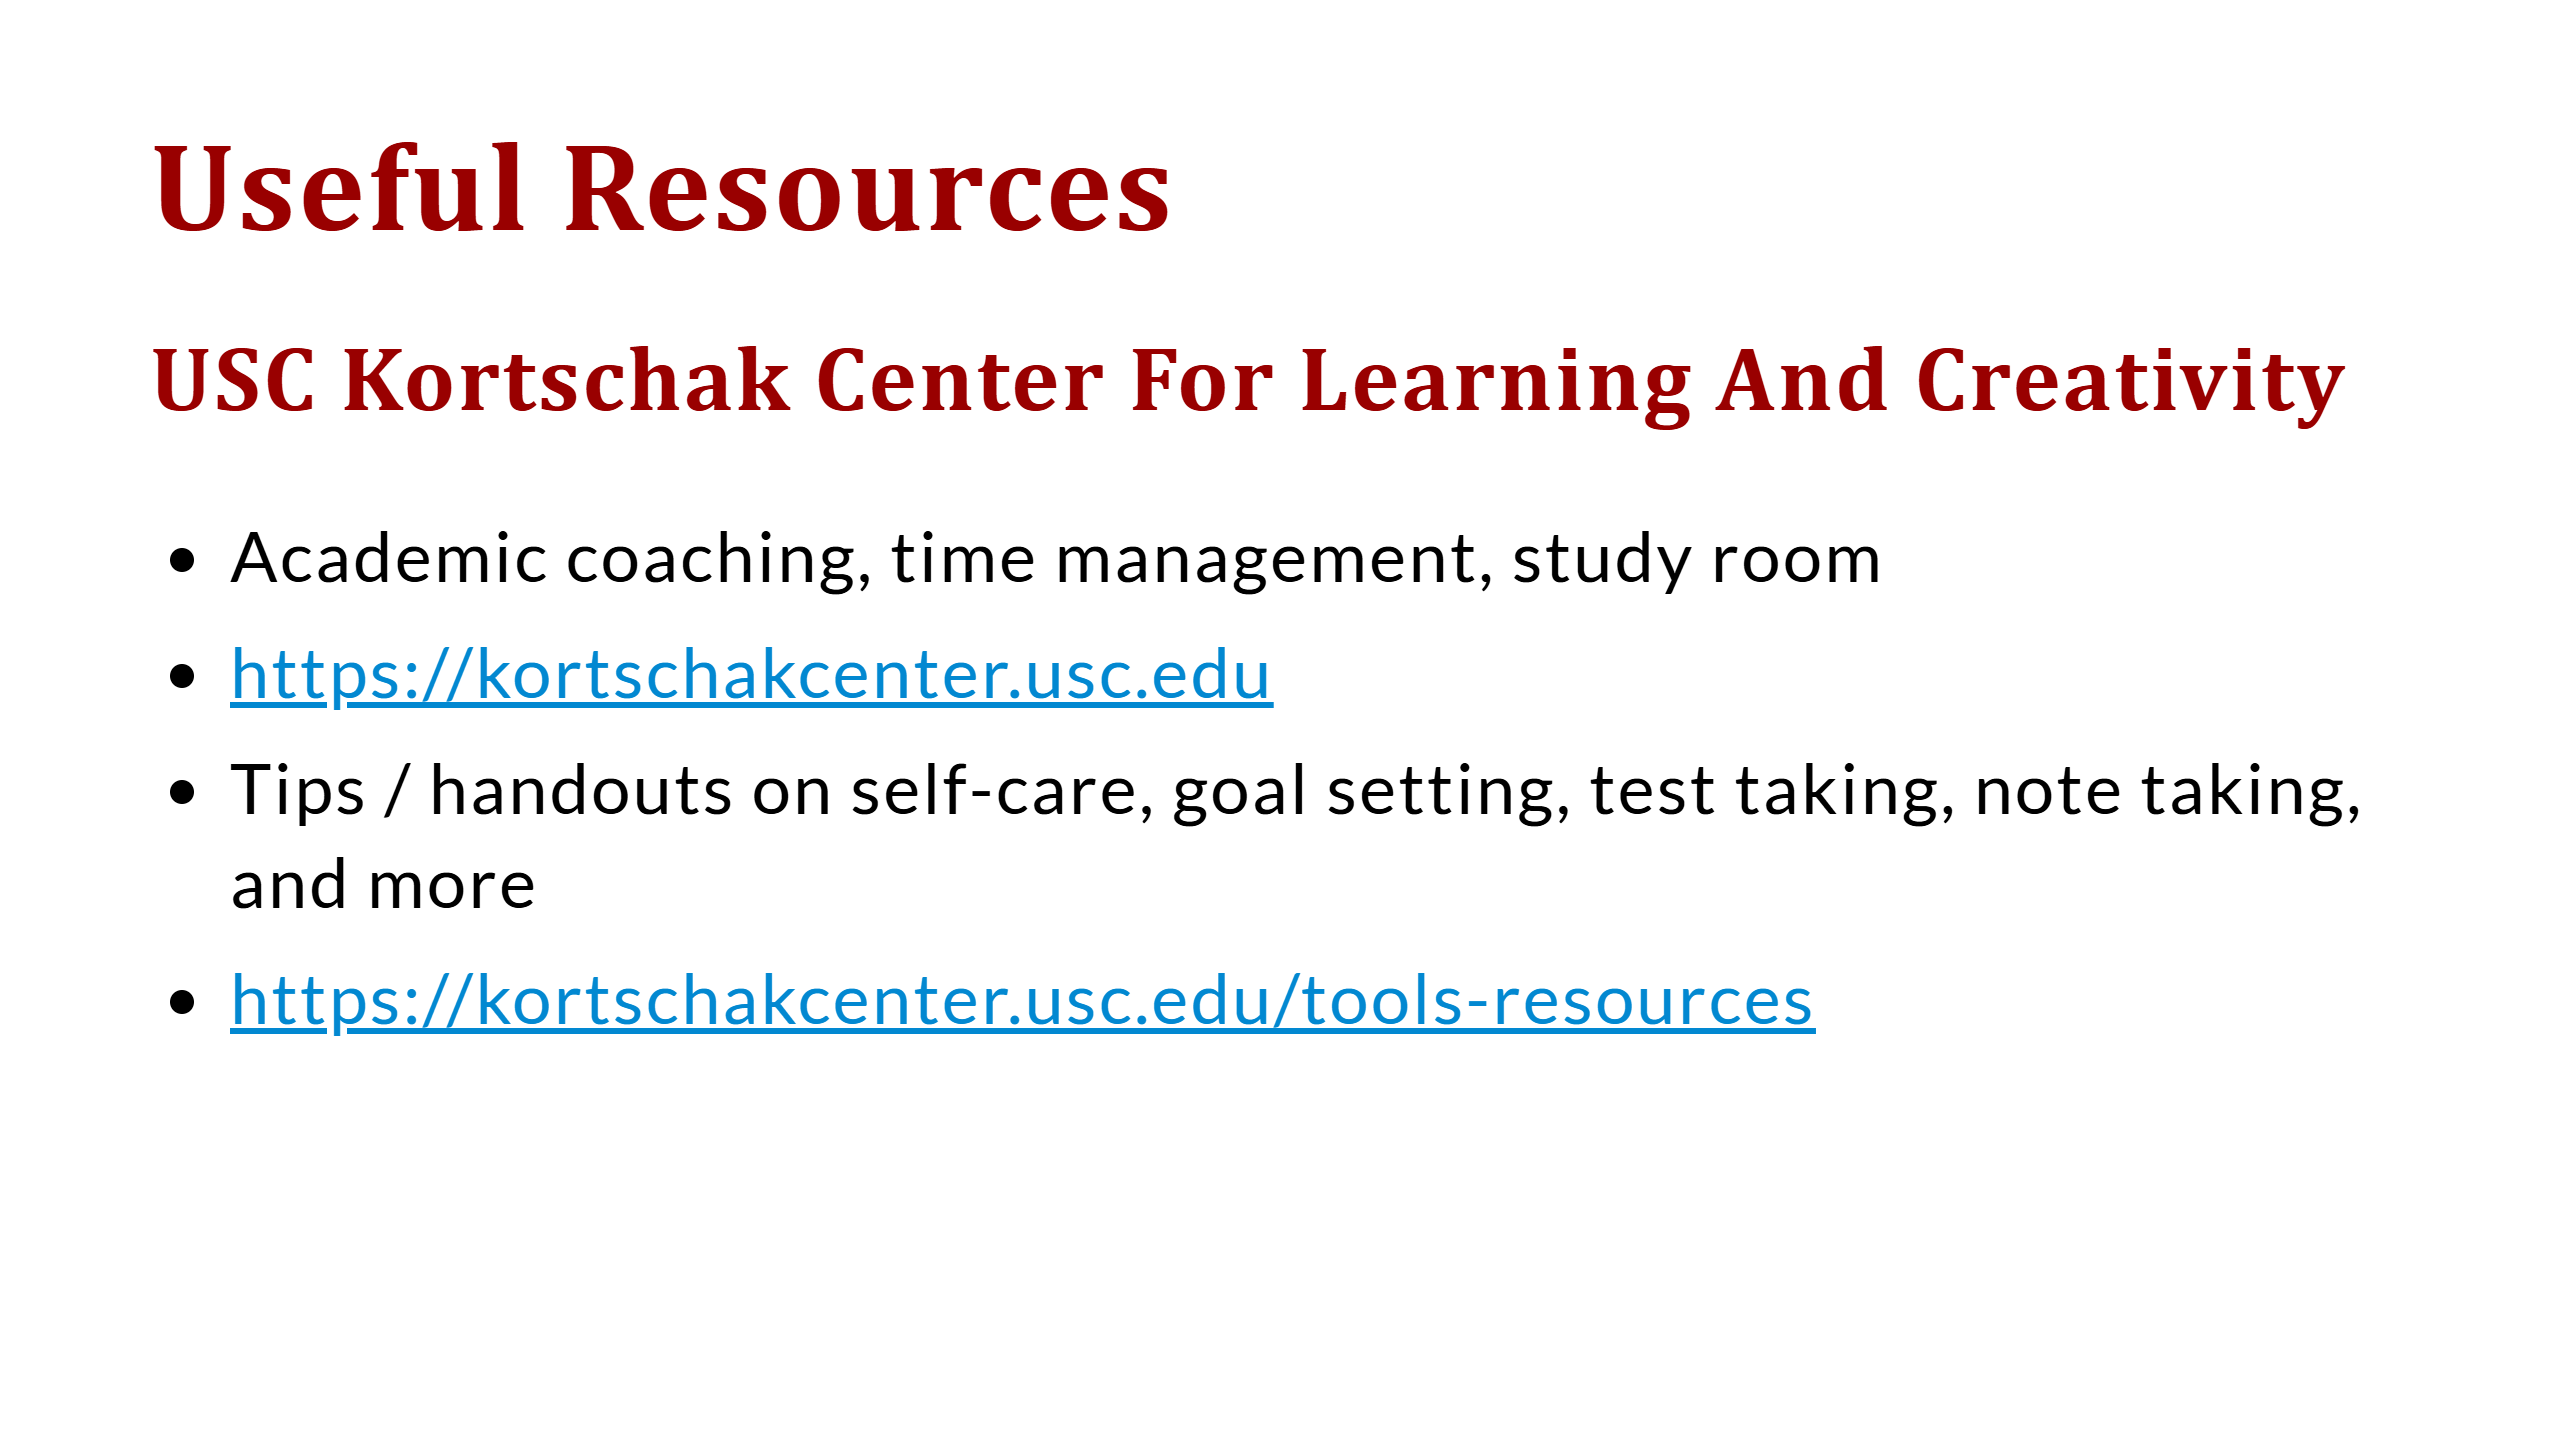 Useful Resources
USC Kortschak Center For Learning And Creativity
• Academic coaching, time management, study room
• https://kortschakcenter.usc.edu
• Tips / handouts on self-care, goal setting, test taking, note taking,
and more
• https://kortschakcenter.usc.edu/tools-resources